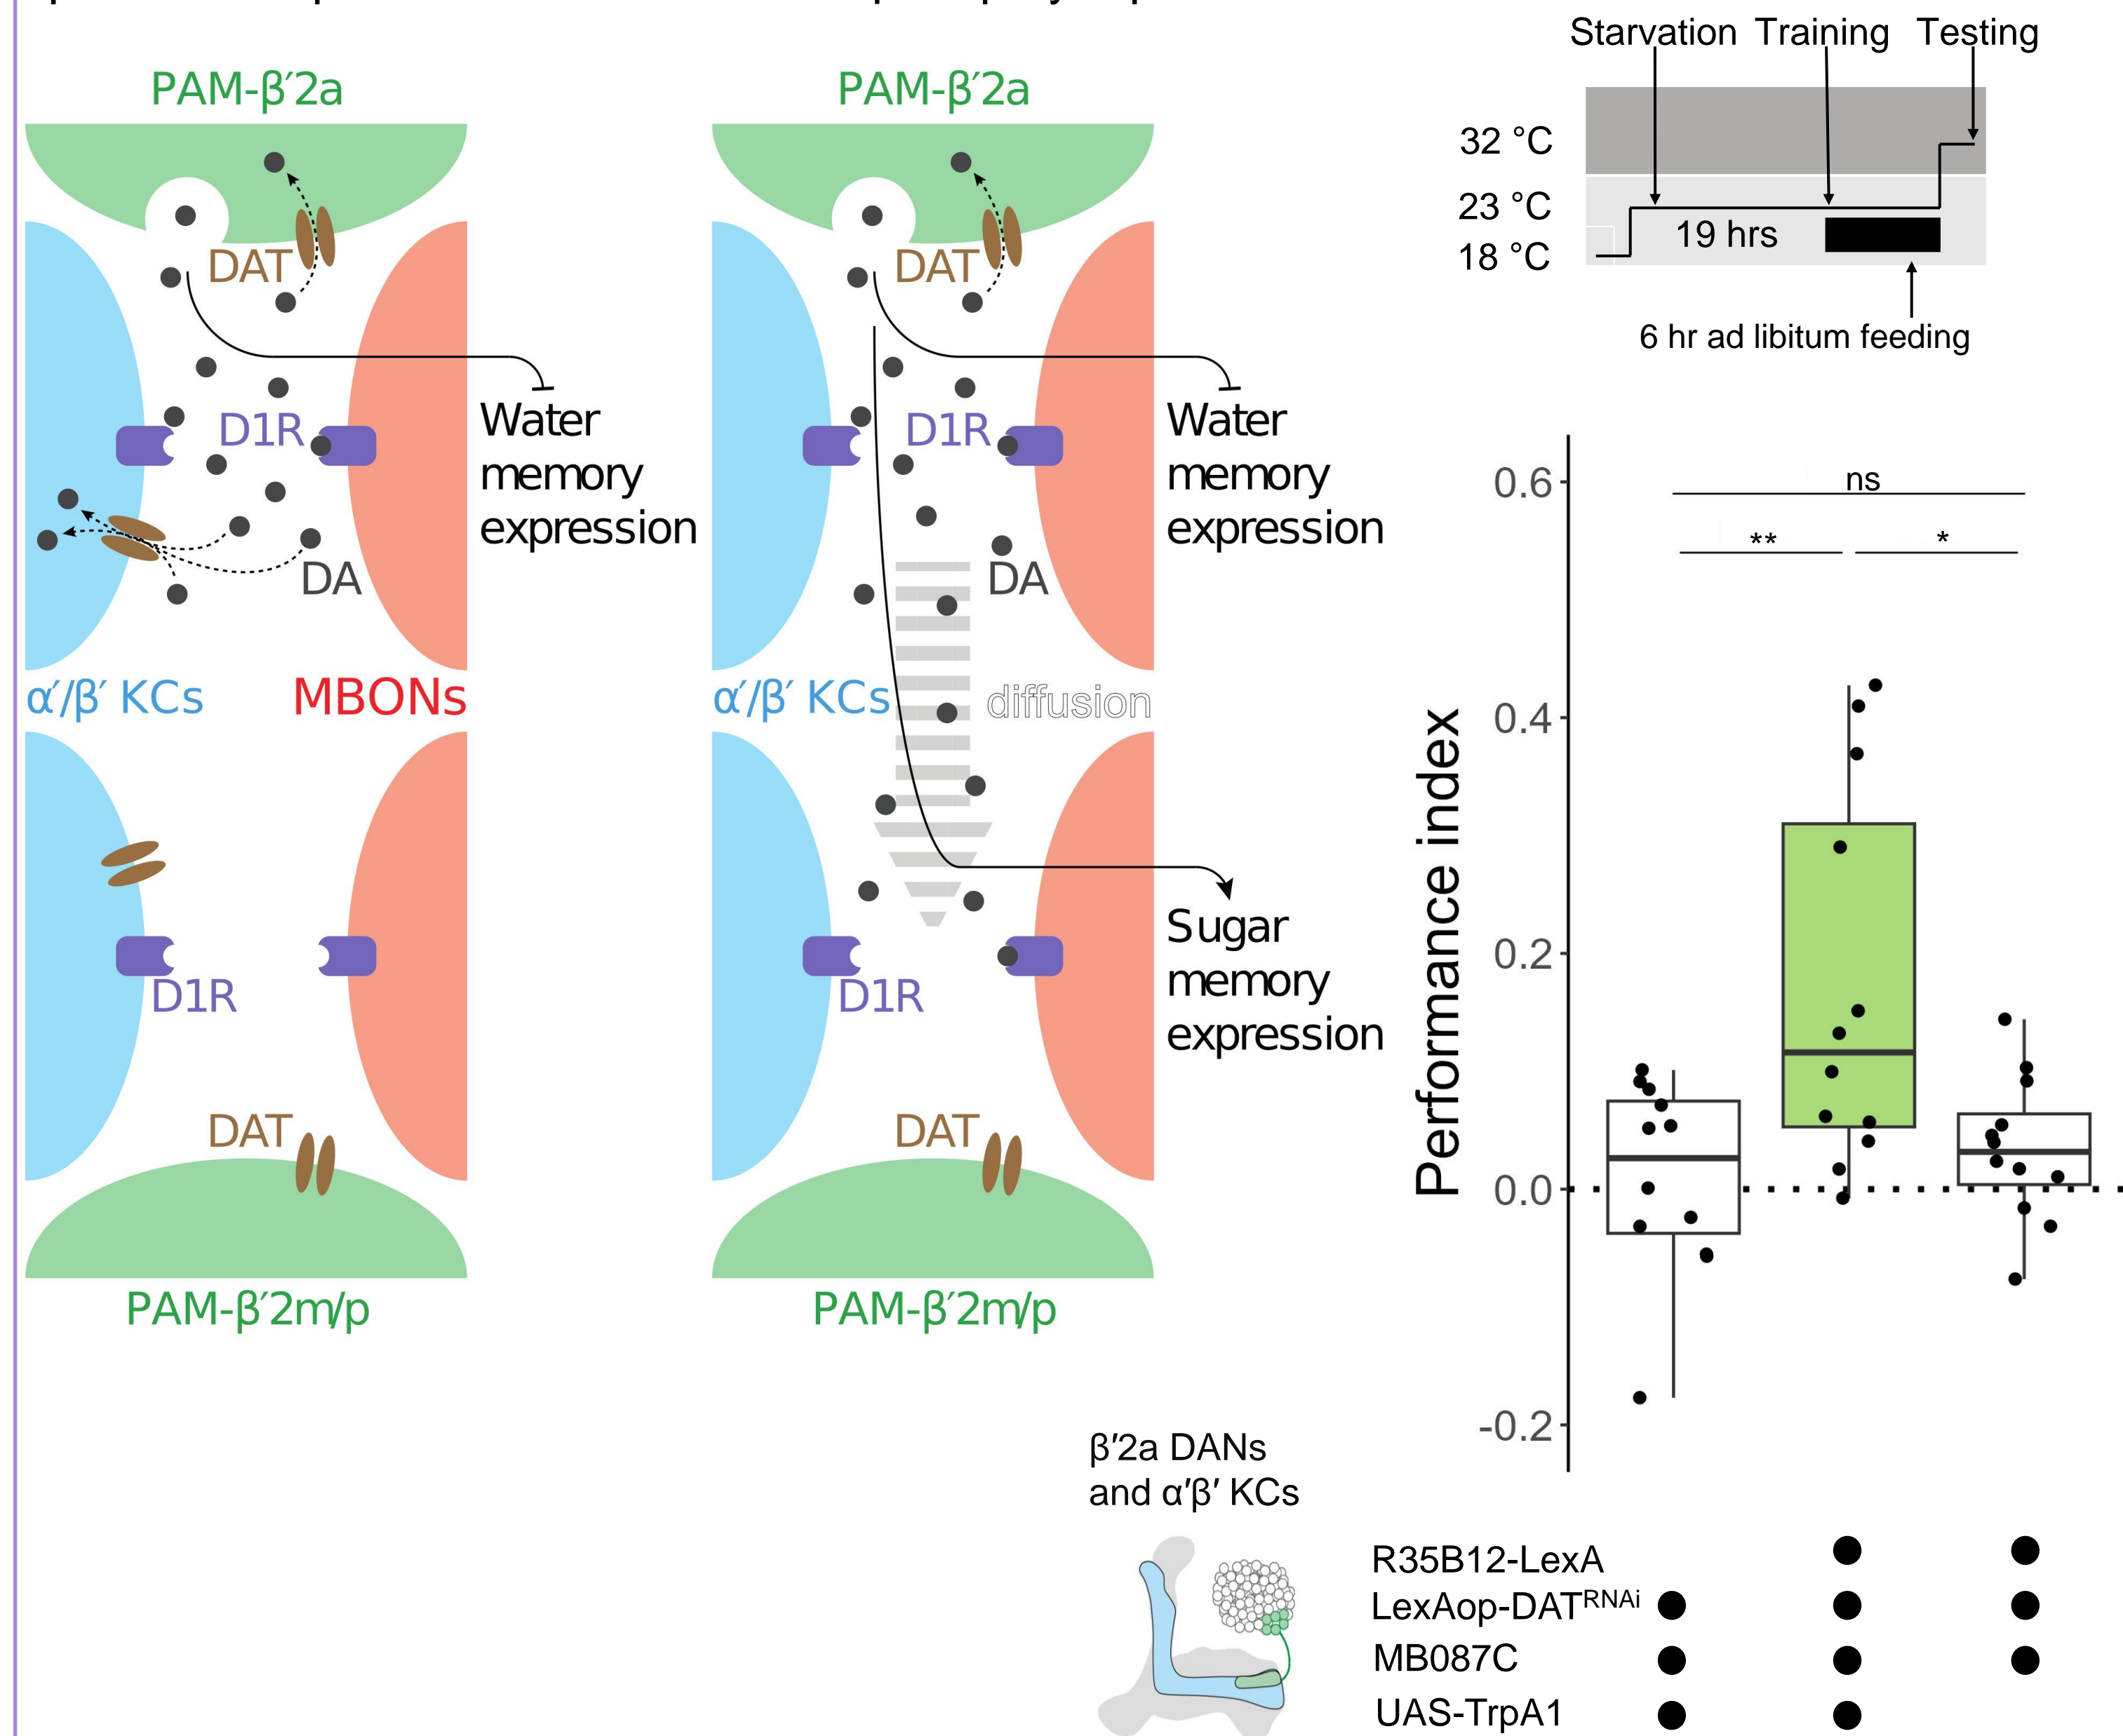 Starvation Training Testing
PAM-β′2a
PAM-β′2a
32 °C
23 °C
18 °C
19 hrs
6 hr ad libitum feeding
DAT
DAT
D1R
D1R
Water
memory
expression
Water
memory
expression
DA
DA
α′/β′ KCs
MBONs
α′/β′ KCs
diffusion
D1R
D1R
Sugar
memory
expression
DAT
DAT
PAM-β′2m/p
PAM-β′2m/p
Performance index
0.6
0.4
0.2
0.0
-0.2
ns
**
*
β′2a DANs
and α′β′ KCs
R35B12-LexA
LexAop-DATRNAi
MB087C
UAS-TrpA1